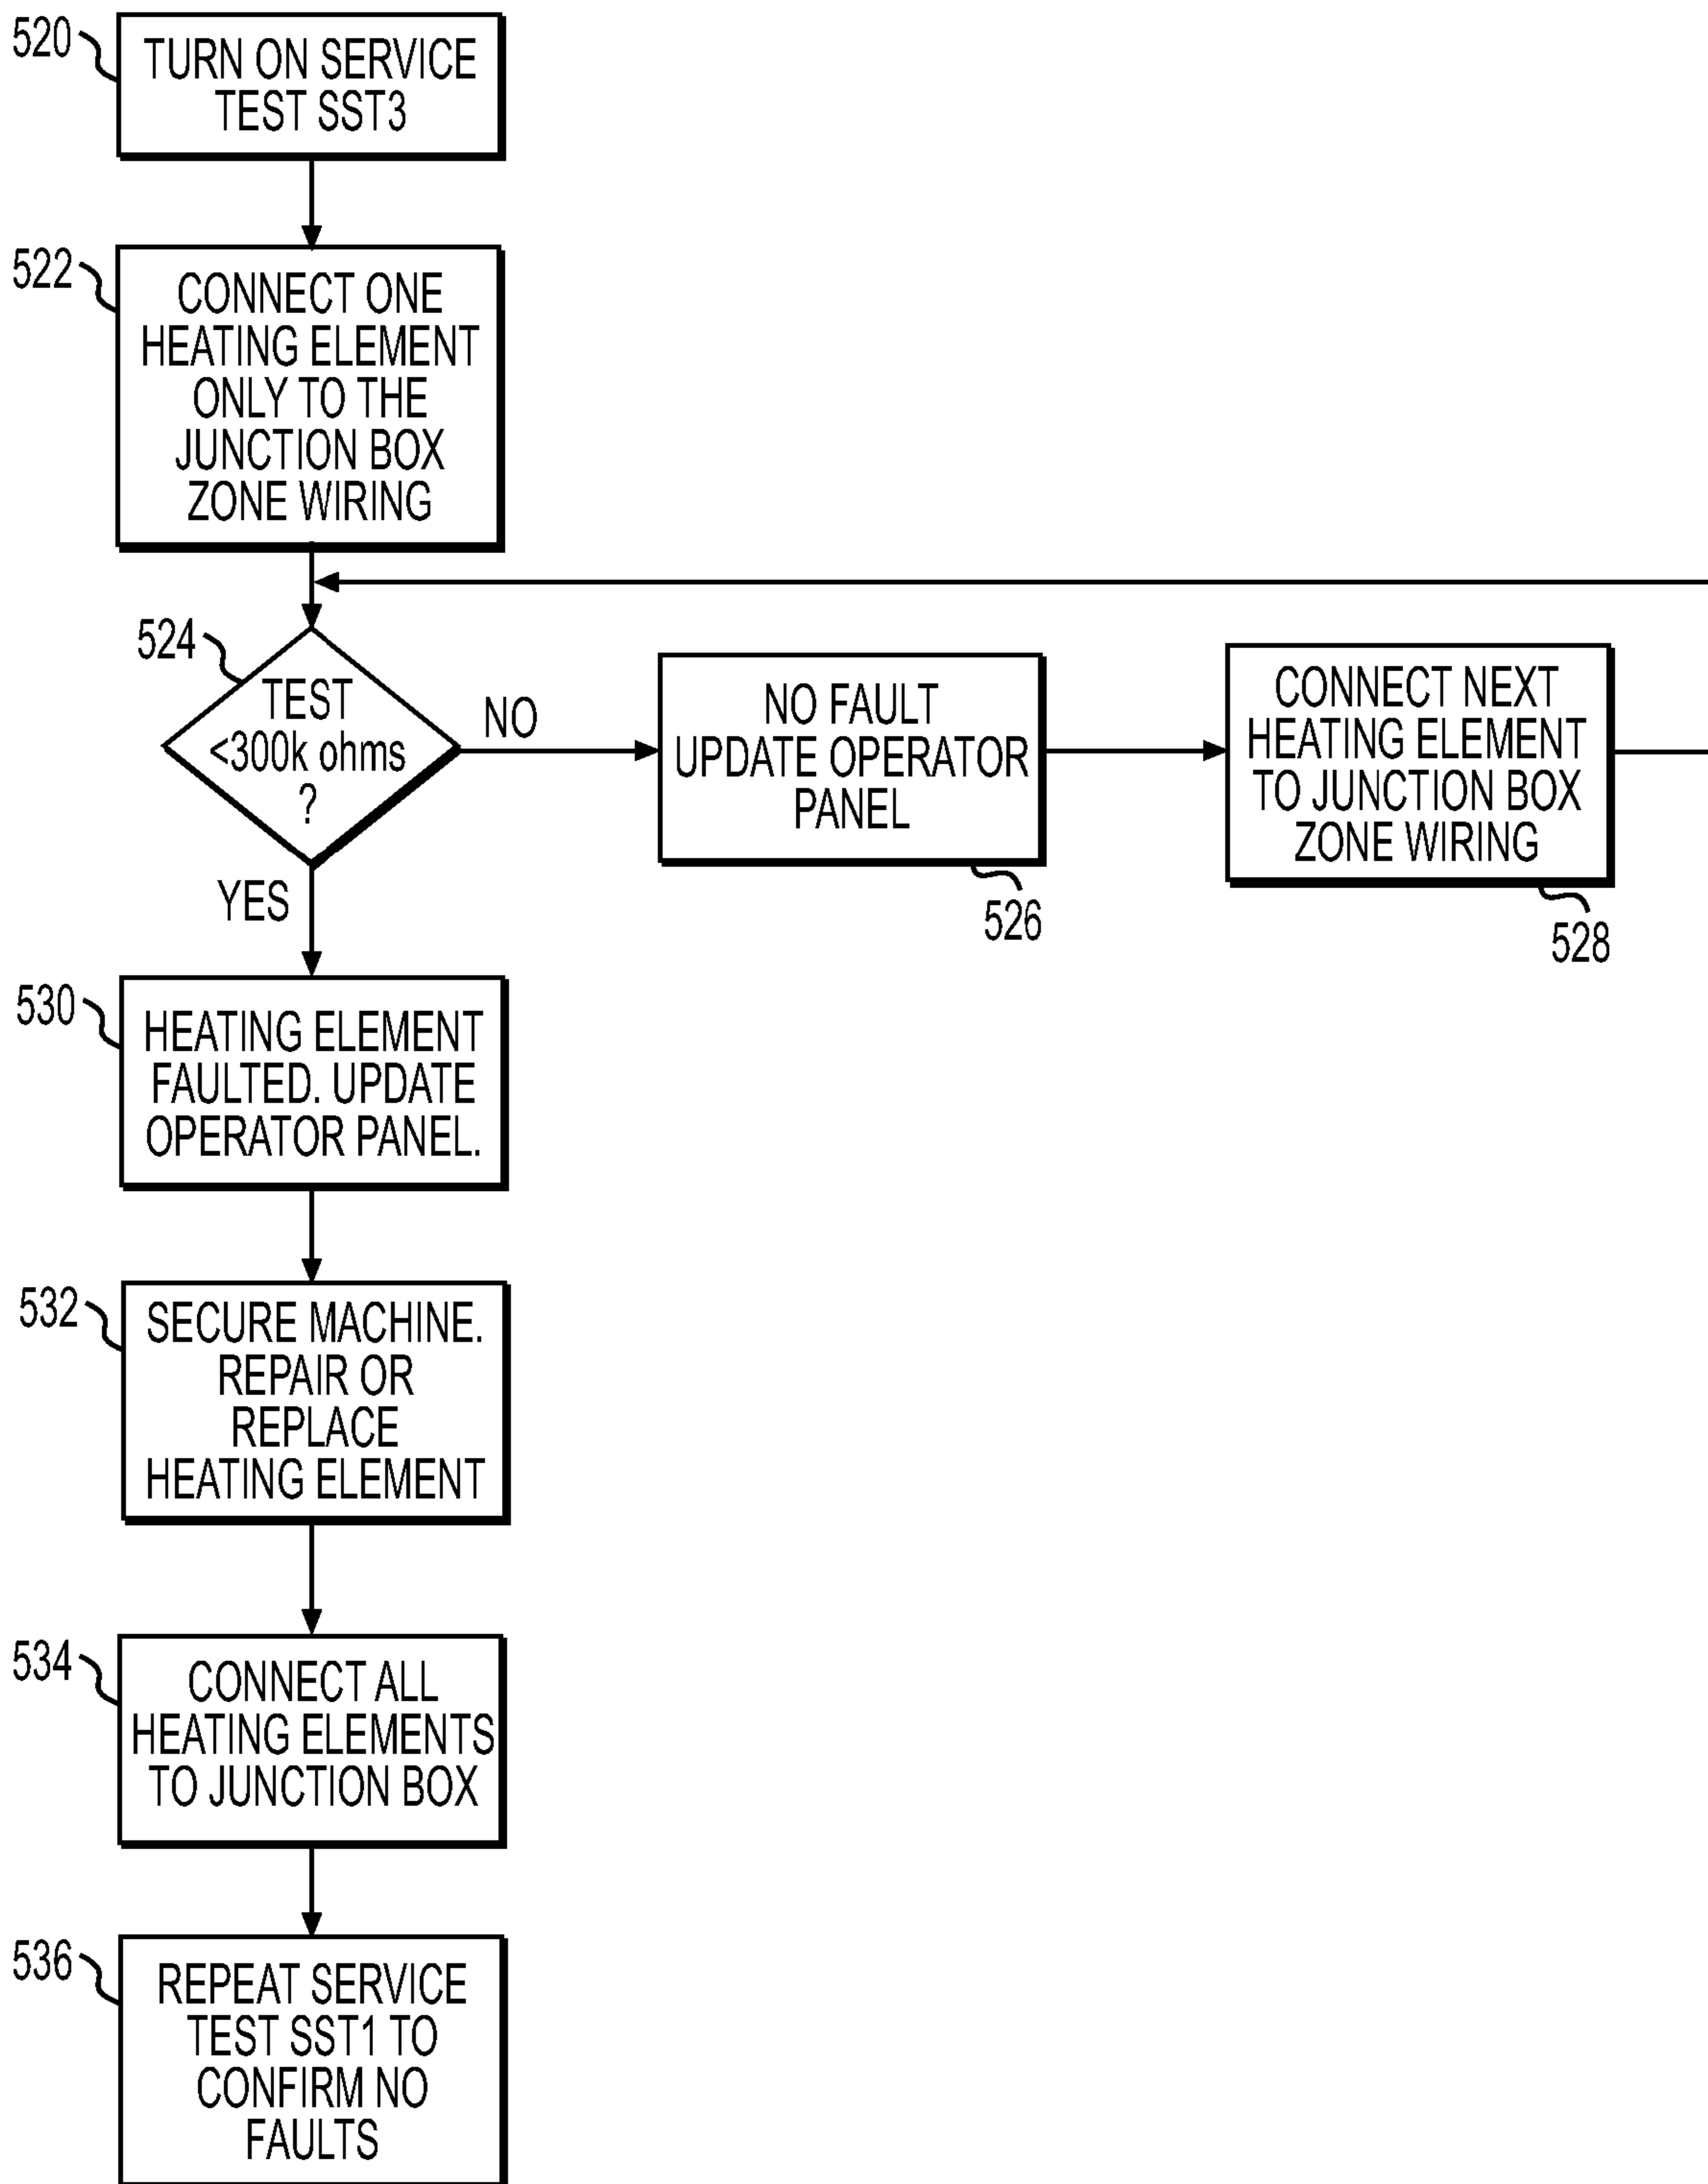 520
TURN ON SERVICE
TEST SST3
522
CONNECT ONE
HEATING ELEMENT
ONLY TO THE
JUNCTION BOX
ZONE WIRING
524
TEST
<300k ohms
?
NO
YES
NO FAULT
UPDATE OPERATOR
PANEL
526
CONNECT NEXT
HEATING ELEMENT
TO JUNCTION BOX
ZONE WIRING
528
530
HEATING ELEMENT
FAULTED. UPDATE
OPERATOR PANEL.
532
SECURE MACHINE.
REPAIR OR
REPLACE
HEATING ELEMENT
534
CONNECT ALL
HEATING ELEMENTS
TO JUNCTION BOX
536
REPEAT SERVICE
TEST SST1 TO
CONFIRM NO
FAULTS